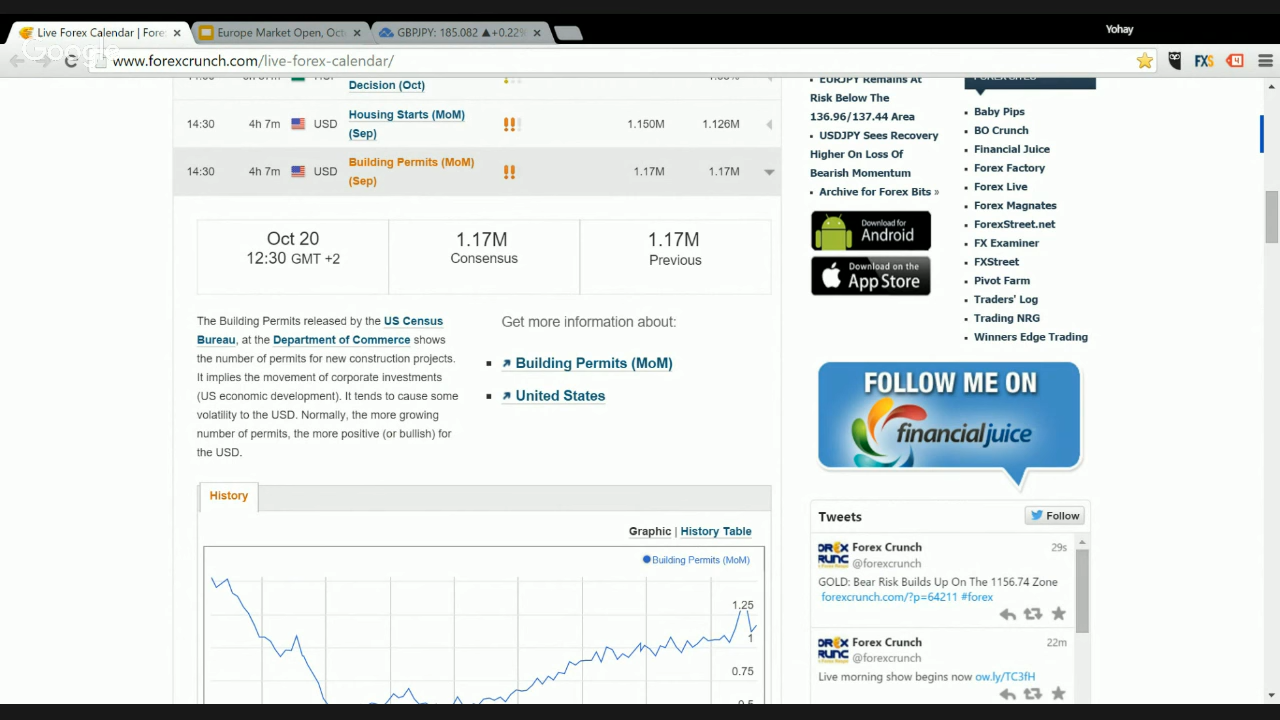 Yohay
Live Forex Calendar | Fore
Europe Market Open, Oct
GBPJPY: 185.082 ▲+0.22%
Google
www.forexcrunch.com/live-forex-calendar/
FXS
4
Decision (Oct)
14:30 4h 7m USD Housing Starts (MoM) 1.150M 1.126M
(Sep)
14:30 4h 7m USD Building Permits (MoM) 1.17M 1.17M
(Sep)
Oct 20
12:30 GMT +2
1.17M
Consensus
1.17M
Previous
The Building Permits released by the US Census
Bureau, at the Department of Commerce shows
the number of permits for new construction projects.
It implies the movement of corporate investments
(US economic development). It tends to cause some
volatility to the USD. Normally, the more growing
number of permits, the more positive (or bullish) for
the USD.
Get more information about:
Building Permits (MoM)
United States
History
Graphic | History Table
Building Permits (MoM)
1.25
1
0.75
0.5
EURJPY Remains At
Risk Below The
136.96/137.44 Area
USDJPY Sees Recovery
Higher On Loss Of
Bearish Momentum
Archive for Forex Bits »
Download for
Android
Download on the
App Store
FOREX SITES
Baby Pips
BO Crunch
Financial Juice
Forex Factory
Forex Live
Forex Magnates
ForexStreet.net
FX Examiner
FXStreet
Pivot Farm
Traders' Log
Trading NRG
Winners Edge Trading
FOLLOW ME ON
financialjuice
Tweets
Follow
Forex Crunch 29s
@forexcrunch
GOLD: Bear Risk Builds Up On The 1156.74 Zone
forexcrunch.com/?p=64211 #forex
Forex Crunch 22m
@forexcrunch
Live morning show begins now ow.ly/TC3fH